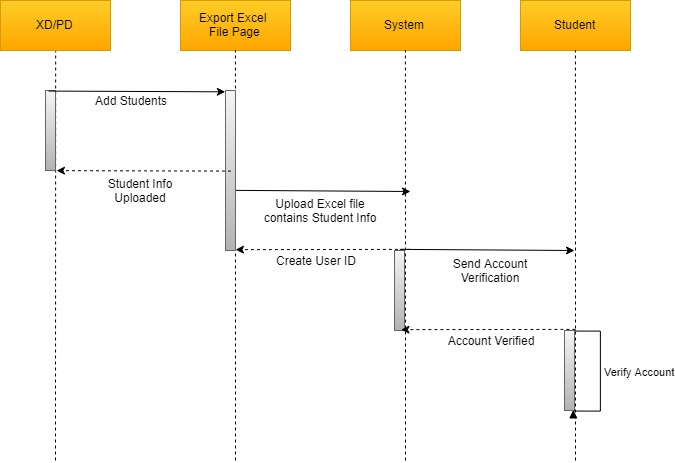 XD/PD
Export Excel
File Page
System
Student
Add Students
Student Info
Uploaded
Upload Excel file
contains Student Info
Create User ID
Send Account
Verification
Account Verified
Verify Account